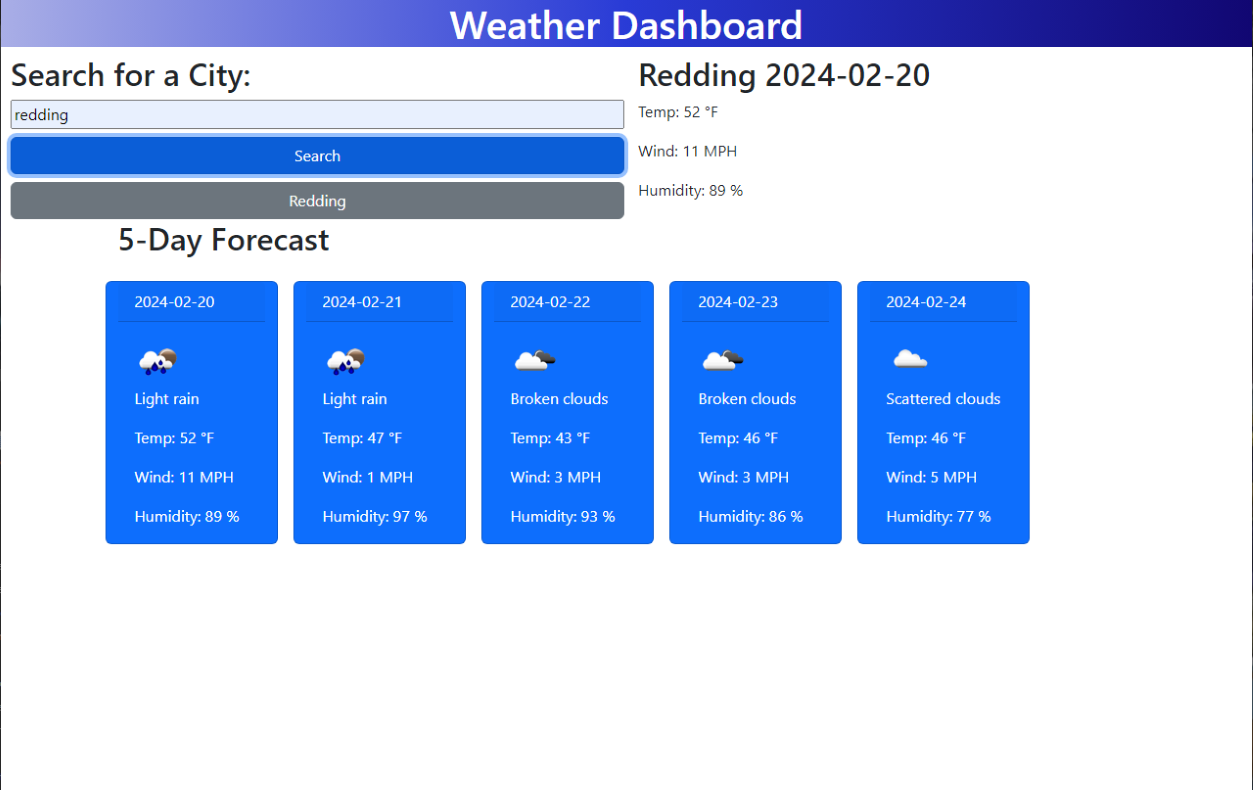 Weather Dashboard
Search for a City:
redding
Search
Redding
Redding 2024-02-20
Temp: 52 °F
Wind: 11 MPH
Humidity: 89 %
5-Day Forecast
2024-02-20
Light rain
Temp: 52 °F
Wind: 11 MPH
Humidity: 89 %
2024-02-21
Light rain
Temp: 47 °F
Wind: 1 MPH
Humidity: 97 %
2024-02-22
Broken clouds
Temp: 43 °F
Wind: 3 MPH
Humidity: 93 %
2024-02-23
Broken clouds
Temp: 46 °F
Wind: 3 MPH
Humidity: 86 %
2024-02-24
Scattered clouds
Temp: 46 °F
Wind: 5 MPH
Humidity: 77 %